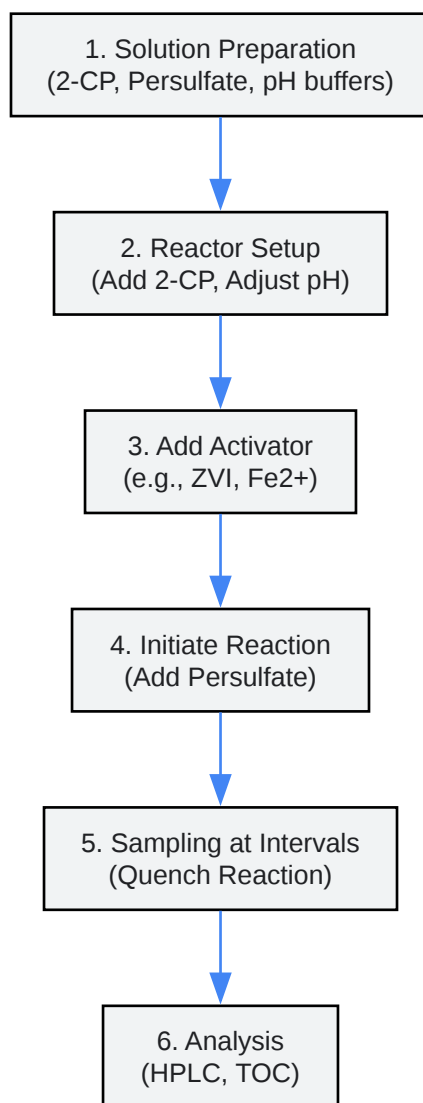 1. Solution Preparation
(2-CP, Persulfate, pH buffers)
2. Reactor Setup
(Add 2-CP, Adjust pH)
3. Add Activator
(e.g., ZVI, Fe2+)
4. Initiate Reaction
(Add Persulfate)
5. Sampling at Intervals
(Quench Reaction)
6. Analysis
(HPLC, TOC)